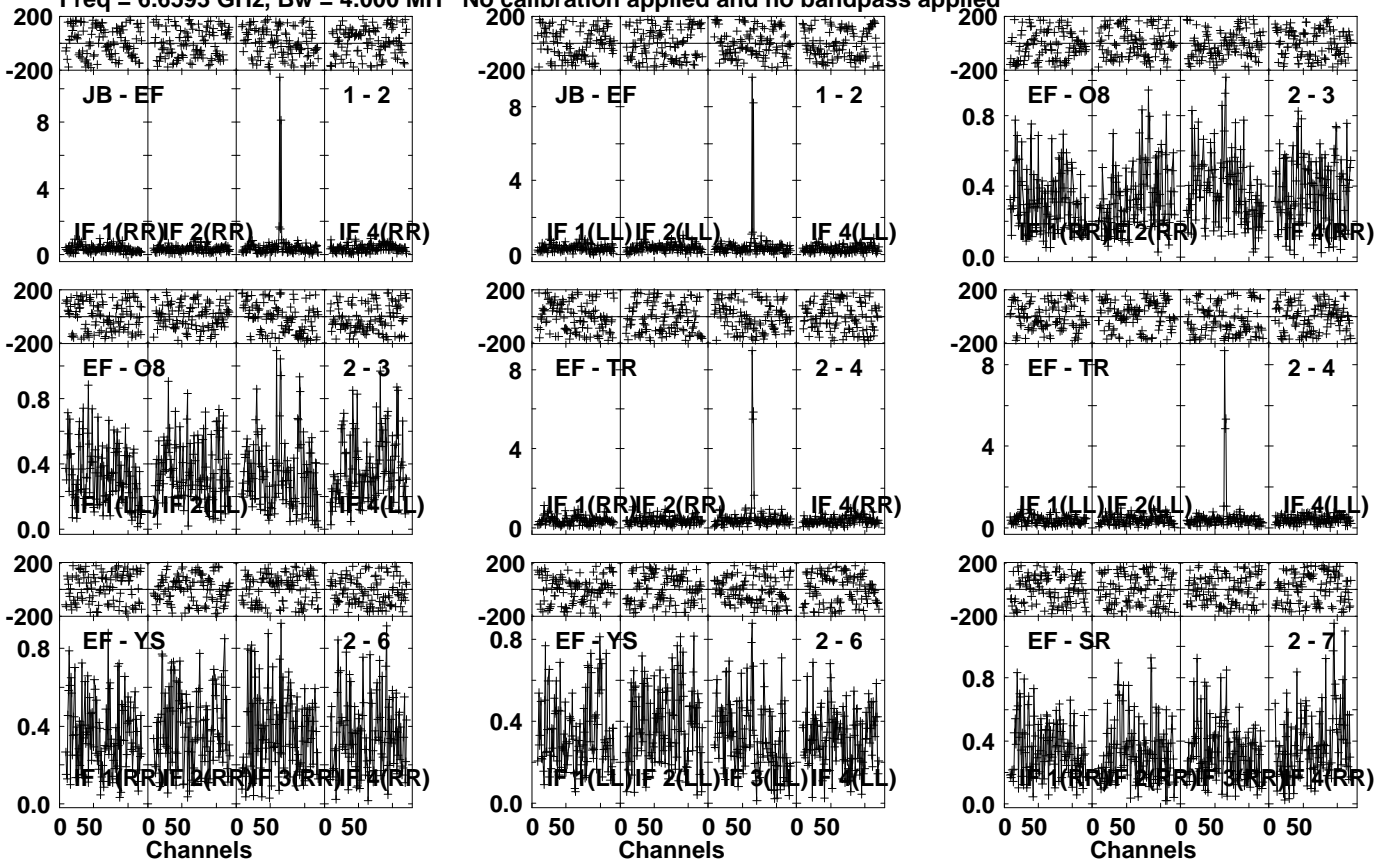 Freq = 6.6593 GHz, Bw = 4.000 MH No calibration applied and no bandpass applied
200
-200
JB - EF 1 - 2
8
4
0
IF 1(RR) IF 2(RR) IF 4(RR)
JB - EF 1 - 2
8
4
0
IF 1(LL) IF 2(LL) IF 4(LL)
EF - O8 2 - 3
0.8
0.4
0.0
IF 1(RR) IF 2(RR) IF 4(RR)
200
-200
EF - O8 2 - 3
0.8
0.4
0.0
IF 1(LL) IF 2(LL) IF 4(LL)
200
-200
EF - TR 2 - 4
8
4
0
IF 1(RR) IF 2(RR) IF 4(RR)
200
-200
EF - TR 2 - 4
8
4
0
IF 1(LL) IF 2(LL) IF 4(LL)
200
-200
EF - YS 2 - 6
0.8
0.4
0.0
IF 1(RR) IF 2(RR) IF 3(RR) IF 4(RR)
0 50 0 50 0 50 0 50
Channels
200
-200
EF - YS 2 - 6
0.8
0.4
0.0
IF 1(LL) IF 2(LL) IF 3(LL) IF 4(LL)
0 50 0 50 0 50 0 50
Channels
200
-200
EF - SR 2 - 7
0.8
0.4
0.0
IF 1(RR) IF 2(RR) IF 3(RR) IF 4(RR)
0 50 0 50 0 50 0 50
Channels